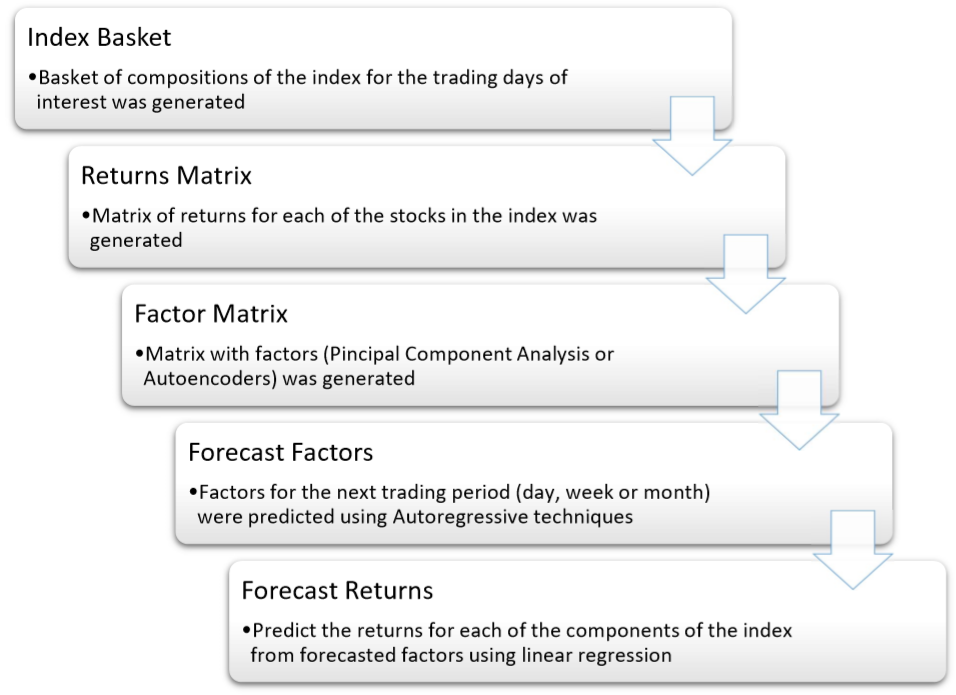 Index Basket
•Basket of compositions of the index for the trading days of
interest was generated
Returns Matrix
•Matrix of returns for each of the stocks in the index was
generated
Factor Matrix
•Matrix with factors (Pincipal Component Analysis or
Autoencoders) was generated
Forecast Factors
•Factors for the next trading period (day, week or month)
were predicted using Autoregressive techniques
Forecast Returns
•Predict the returns for each of the components of the index
from forecasted factors using linear regression